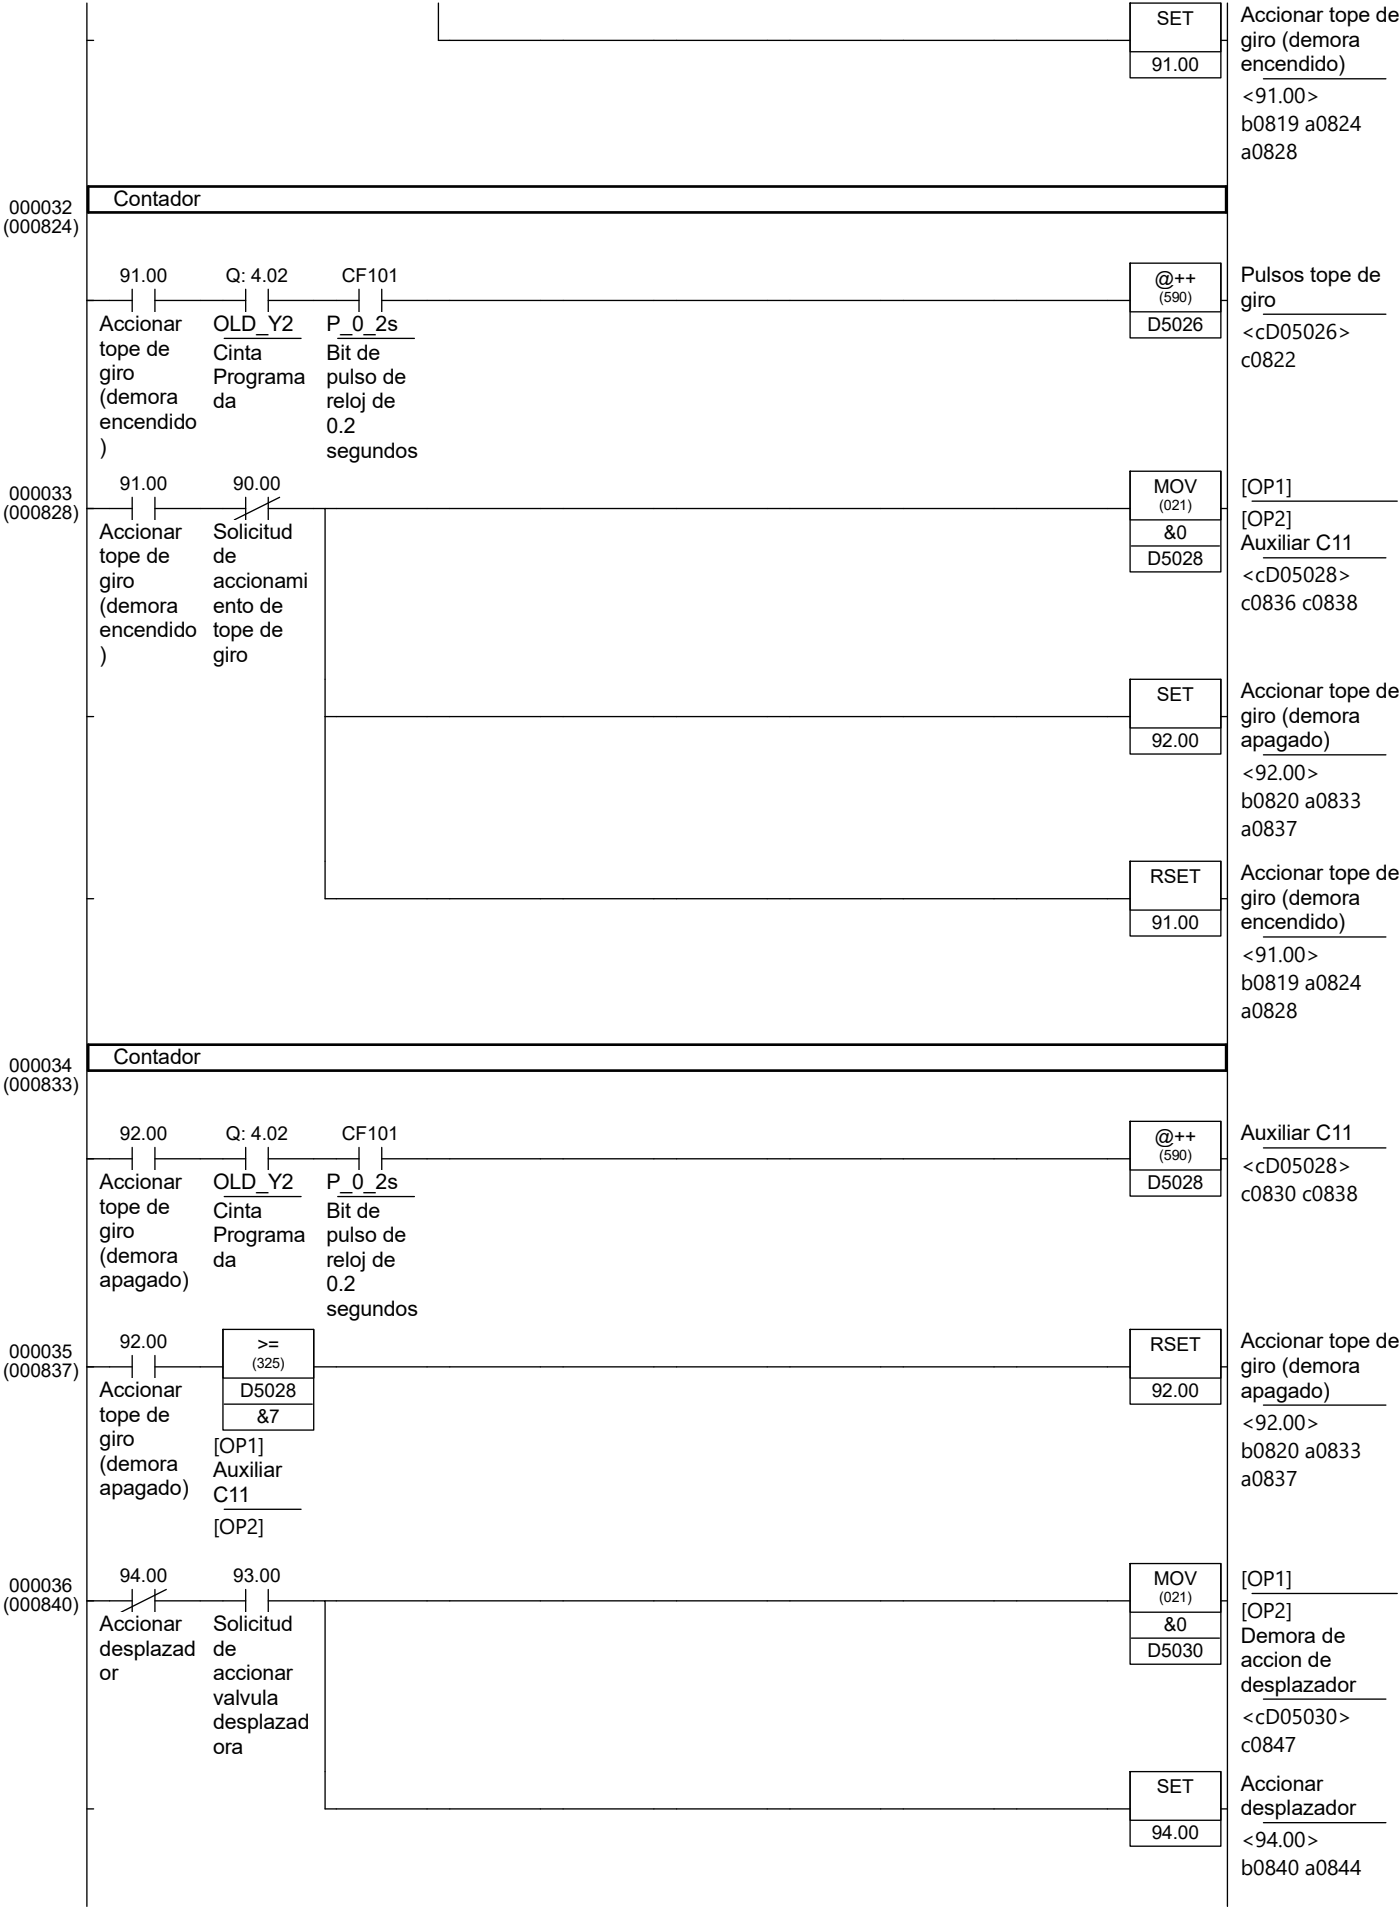 SET
91.00
Accionar tope de
giro (demora
encendido)
<91.00>
b0819 a0824
a0828
000032
(000824)
Contador
91.00
Accionar
tope de
giro
(demora
encendido
)
Q: 4.02
OLD_Y2
Cinta
Programa
da
CF101
P_0_2s
Bit de
pulso de
reloj de
0.2
segundos
@++
(590)
D5026
Pulsos tope de
giro
<cD05026>
c0822
000033
(000828)
91.00
Accionar
tope de
giro
(demora
encendido
)
90.00
Solicitud
de
accionami
ento de
tope de
giro
MOV
(021)
&0
D5028
[OP1]
[OP2]
Auxiliar C11
<cD05028>
c0836 c0838
SET
92.00
Accionar tope de
giro (demora
apagado)
<92.00>
b0820 a0833
a0837
RSET
91.00
Accionar tope de
giro (demora
encendido)
<91.00>
b0819 a0824
a0828
000034
(000833)
Contador
92.00
Accionar
tope de
giro
(demora
apagado)
Q: 4.02
OLD_Y2
Cinta
Programa
da
CF101
P_0_2s
Bit de
pulso de
reloj de
0.2
segundos
@++
(590)
D5028
Auxiliar C11
<cD05028>
c0830 c0838
000035
(000837)
92.00
Accionar
tope de
giro
(demora
apagado)
>=
(325)
D5028
&7
[OP1]
Auxiliar
C11
[OP2]
RSET
92.00
Accionar tope de
giro (demora
apagado)
<92.00>
b0820 a0833
a0837
000036
(000840)
94.00
Accionar
desplazad
or
93.00
Solicitud
de
accionar
valvula
desplazad
ora
MOV
(021)
&0
D5030
[OP1]
[OP2]
Demora de
accion de
desplazador
<cD05030>
c0847
SET
94.00
Accionar
desplazador
<94.00>
b0840 a0844